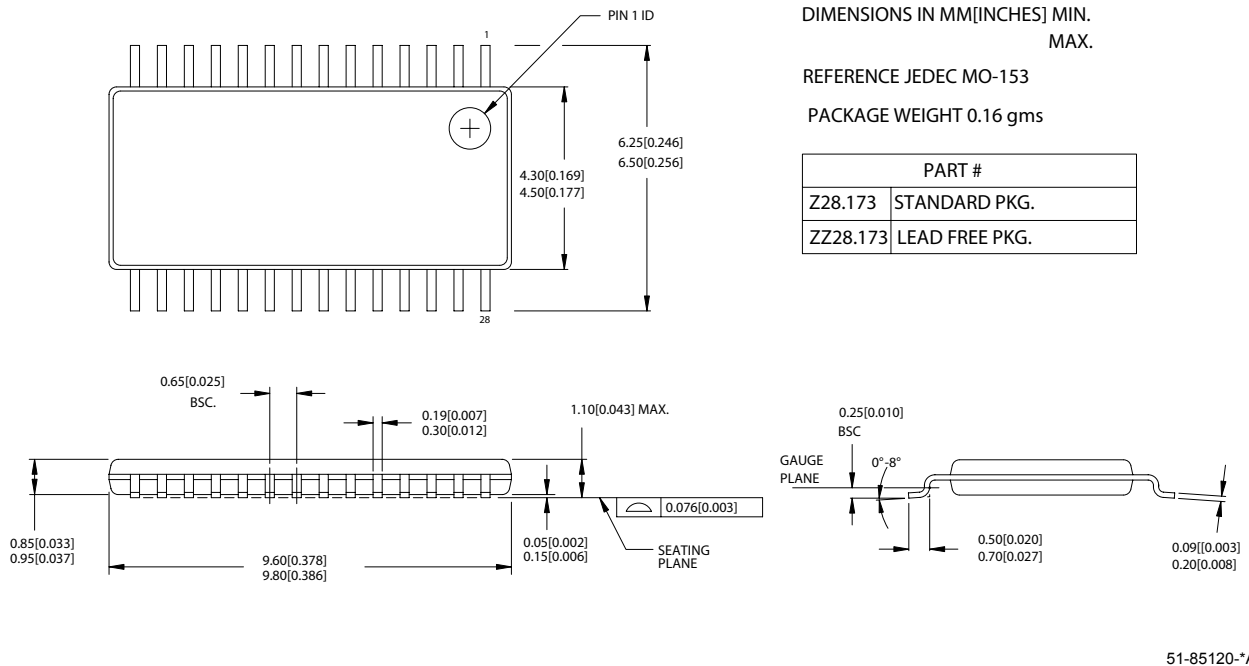 PIN 1 ID
1
DIMENSIONS IN MM[INCHES] MIN.
MAX.
REFERENCE JEDEC MO-153
PACKAGE WEIGHT 0.16 gms
PART #
Z28.173 STANDARD PKG.
ZZ28.173 LEAD FREE PKG.
6.25[0.246]
6.50[0.256]
4.30[0.169]
4.50[0.177]
28
0.65[0.025]
BSC.
0.19[0.007]
0.30[0.012]
1.10[0.043] MAX.
0.25[0.010]
BSC
GAUGE
PLANE
0°-8°
0.076[0.003]
0.85[0.033]
0.95[0.037]
9.60[0.378]
9.80[0.386]
0.05[0.002]
0.15[0.006]
SEATING
PLANE
0.50[0.020]
0.70[0.027]
0.09[[0.003]
0.20[0.008]